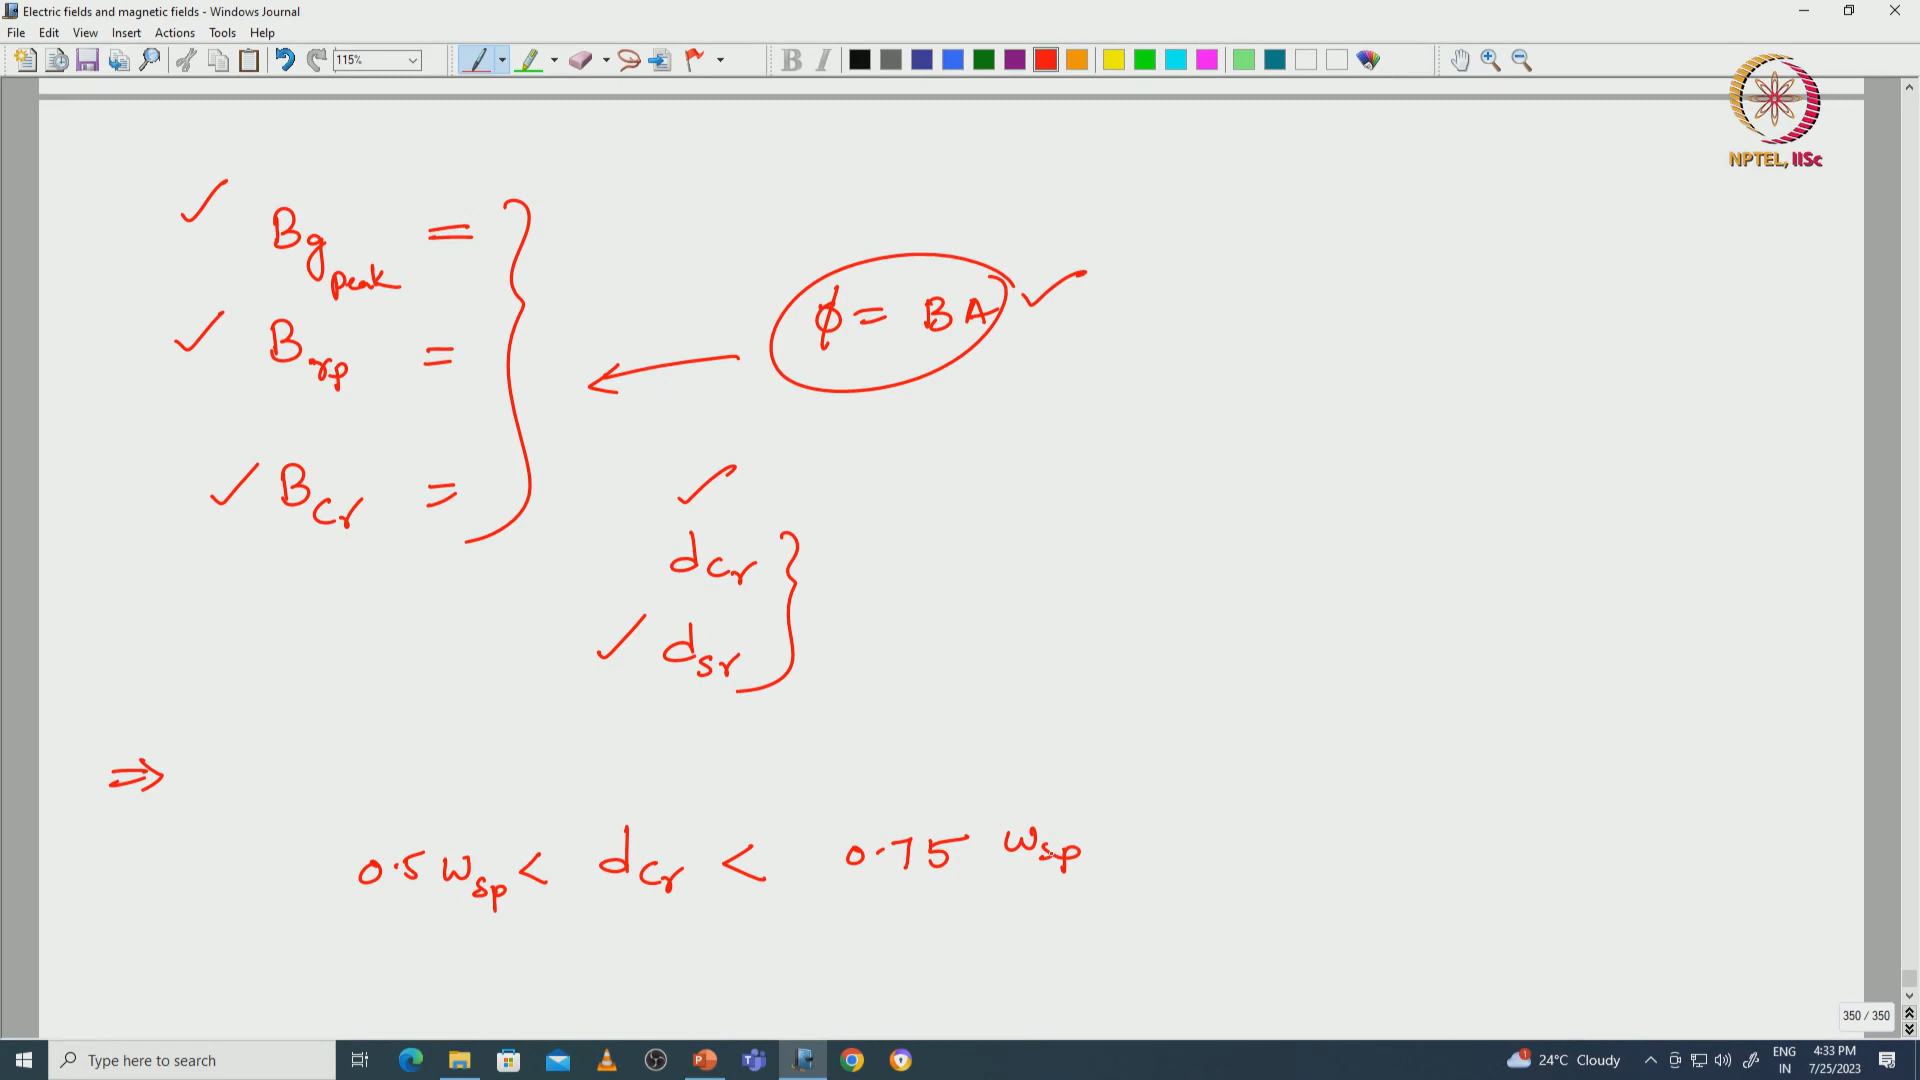 Electric fields and magnetic fields - Windows Journal
File Edit View Insert Actions Tools Help
115%
B I
NPTEL, IISc
✓ Bg peak =
✓ Brp =
✓ Bcr =
ϕ = BA ✓
✓
dcr
✓ dsr
⇒
0.5 wsp < dcr < 0.75 wsp
350 / 350
Type here to search
1
24°C Cloudy
ENG
IN
4:33 PM
7/25/2023